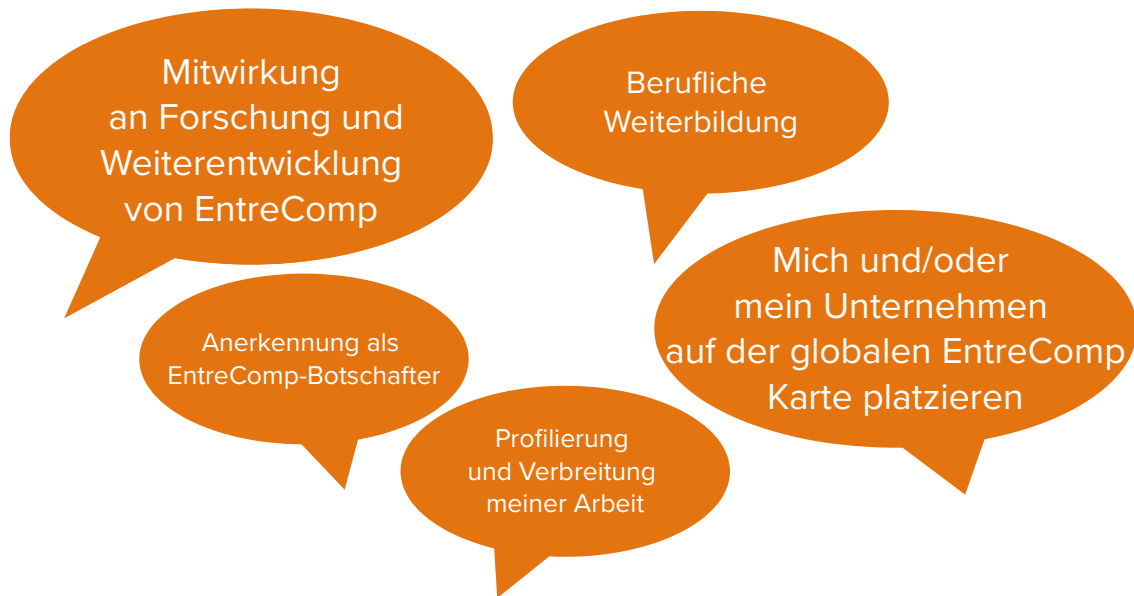 Mitwirkung
an Forschung und
Weiterentwicklung
von EntreComp
Berufliche
Weiterbildung
Mich und/oder
mein Unternehmen
auf der globalen EntreComp
Karte platzieren
Anerkennung als
EntreComp-Botschafter
Profilierung
und Verbreitung
meiner Arbeit